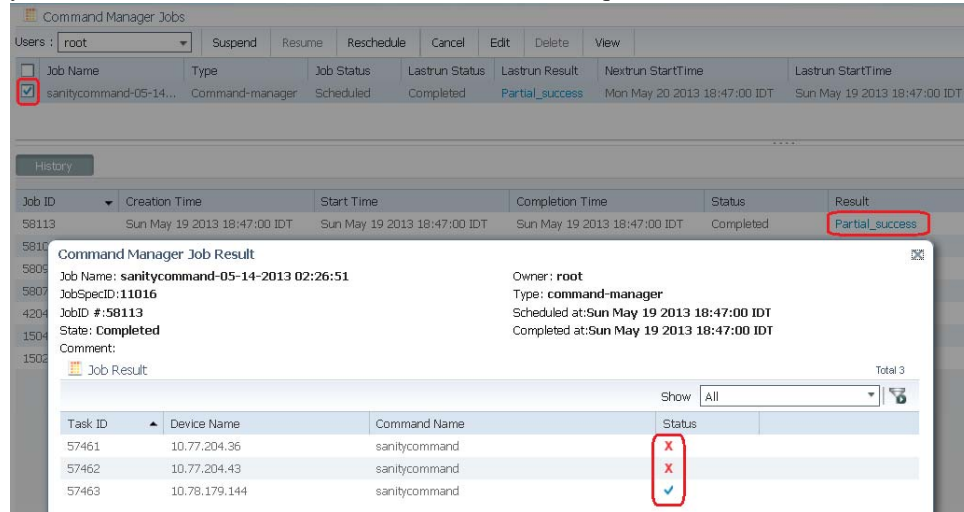 Command Manager Jobs
Users : root Suspend Resume Reschedule Cancel Edit Delete View
Job Name Type Job Status Lastrun Status Lastrun Result Nextrun StartTime Lastrun StartTime
sanitycommand-05-14... Command-manager Scheduled Completed Partial_success Mon May 20 2013 18:47:00 IDT Sun May 19 2013 18:47:00 IDT
History
Job ID Creation Time Start Time Completion Time Status Result
58113 Sun May 19 2013 18:47:00 IDT Sun May 19 2013 18:47:00 IDT Sun May 19 2013 18:47:00 IDT Completed Partial_success
5810
Command Manager Job Result
5809
Job Name: sanitycommand-05-14-2013 02:26:51 Owner: root
5807
JobSpecID:11016 Type: command-manager
4204
JobID #:58113 Scheduled at:Sun May 19 2013 18:47:00 IDT
1504
State: Completed Completed at:Sun May 19 2013 18:47:00 IDT
Comment:
1502
Job Result Total 3
Show All
Task ID Device Name Command Name Status
57461 10.77.204.36 sanitycommand X
57462 10.77.204.43 sanitycommand X
57463 10.78.179.144 sanitycommand ✓